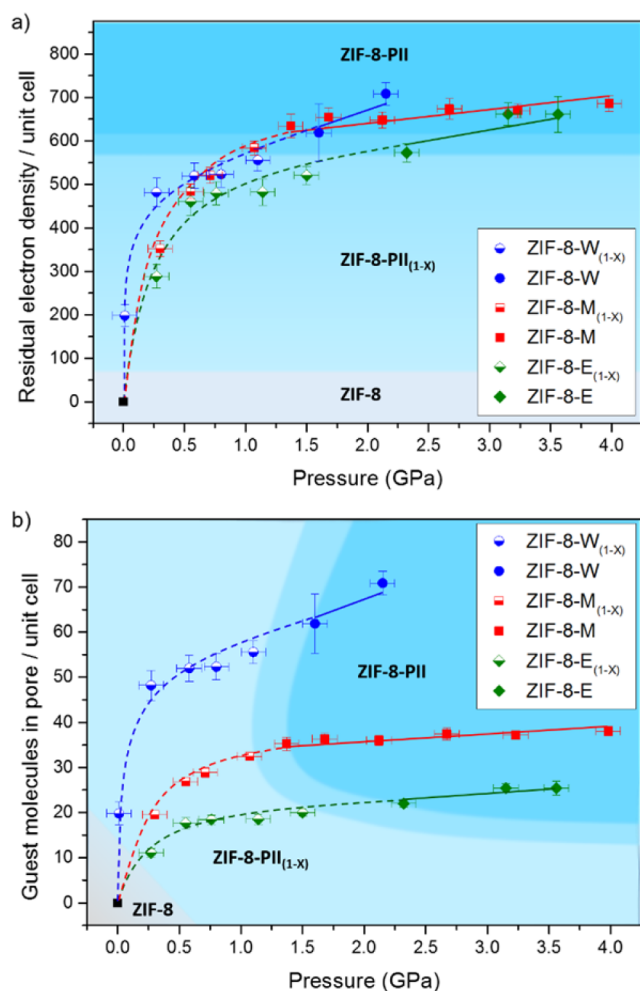 a)
800
700
600
500
400
300
200
100
0
Residual electron density / unit cell
ZIF-8-PII
ZIF-8-PII(1-X)
ZIF-8
ZIF-8-W(1-X)
ZIF-8-W
ZIF-8-M(1-X)
ZIF-8-M
ZIF-8-E(1-X)
ZIF-8-E
0.0 0.5 1.0 1.5 2.0 2.5 3.0 3.5 4.0
Pressure (GPa)
b)
80
70
60
50
40
30
20
10
0
Guest molecules in pore / unit cell
ZIF-8-W(1-X)
ZIF-8-W
ZIF-8-M(1-X)
ZIF-8-M
ZIF-8-E(1-X)
ZIF-8-E
ZIF-8-PII
ZIF-8-PII(1-X)
ZIF-8
0.0 0.5 1.0 1.5 2.0 2.5 3.0 3.5 4.0
Pressure (GPa)